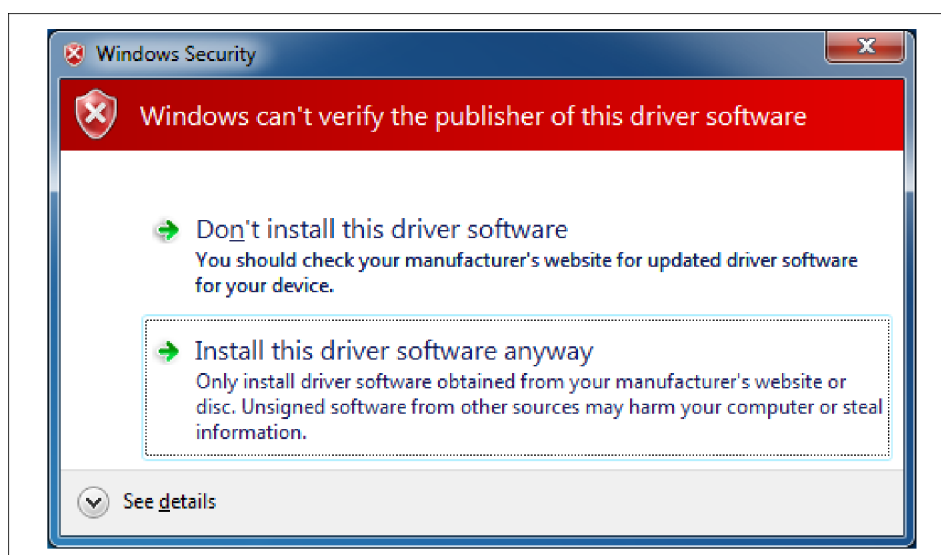 Windows Security
Windows can't verify the publisher of this driver software
Don't install this driver software
You should check your manufacturer's website for updated driver software
for your device.
Install this driver software anyway
Only install driver software obtained from your manufacturer's website or
disc. Unsigned software from other sources may harm your computer or steal
information.
See details